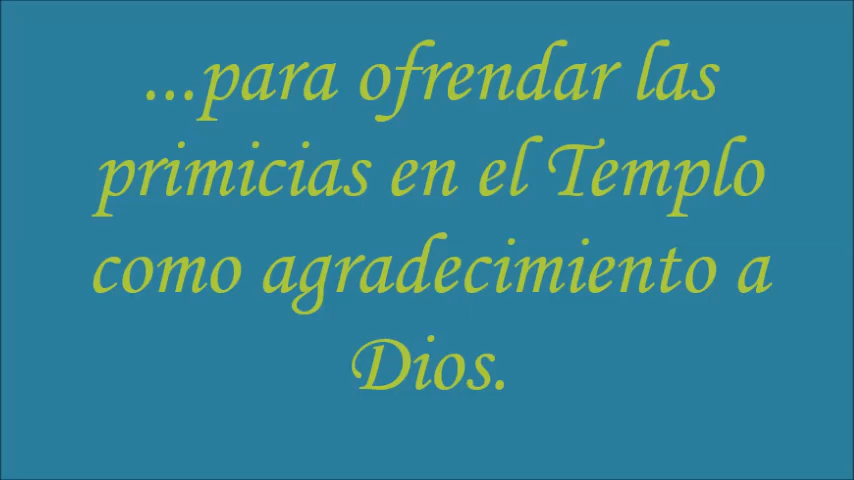 ...para ofrendar las
primicias en el Templo
como agradecimiento a
Dios.